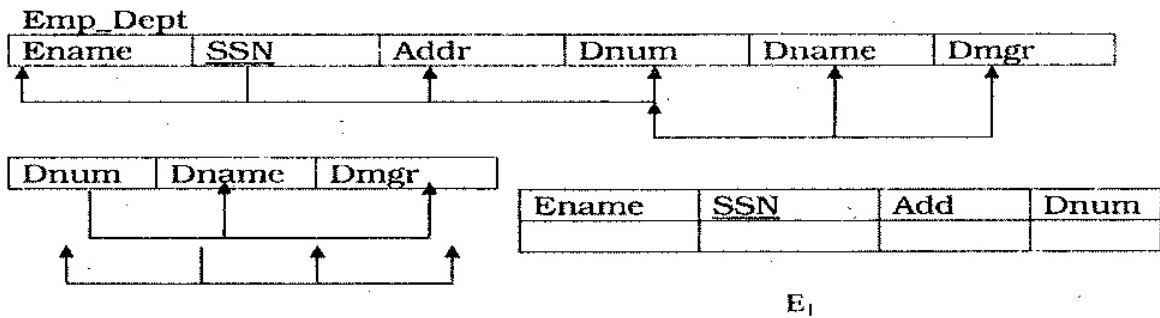 Emp_Dept
Ename SSN Addr Dnum Dname Dmgr
Dnum Dname Dmgr
Ename SSN Add Dnum
E1